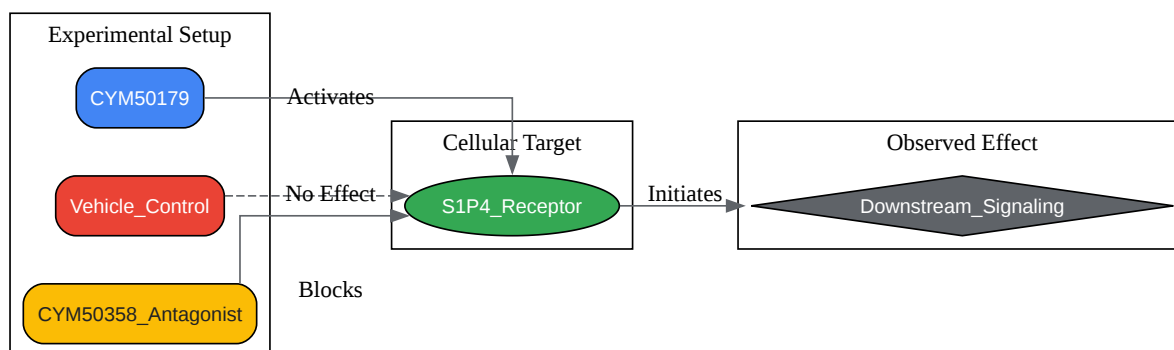 Experimental Setup
CYM50179
Activates
Cellular Target
Observed Effect
Vehicle_Control
No Effect
S1P4_Receptor
Initiates
Downstream_Signaling
Blocks
CYM50358_Antagonist